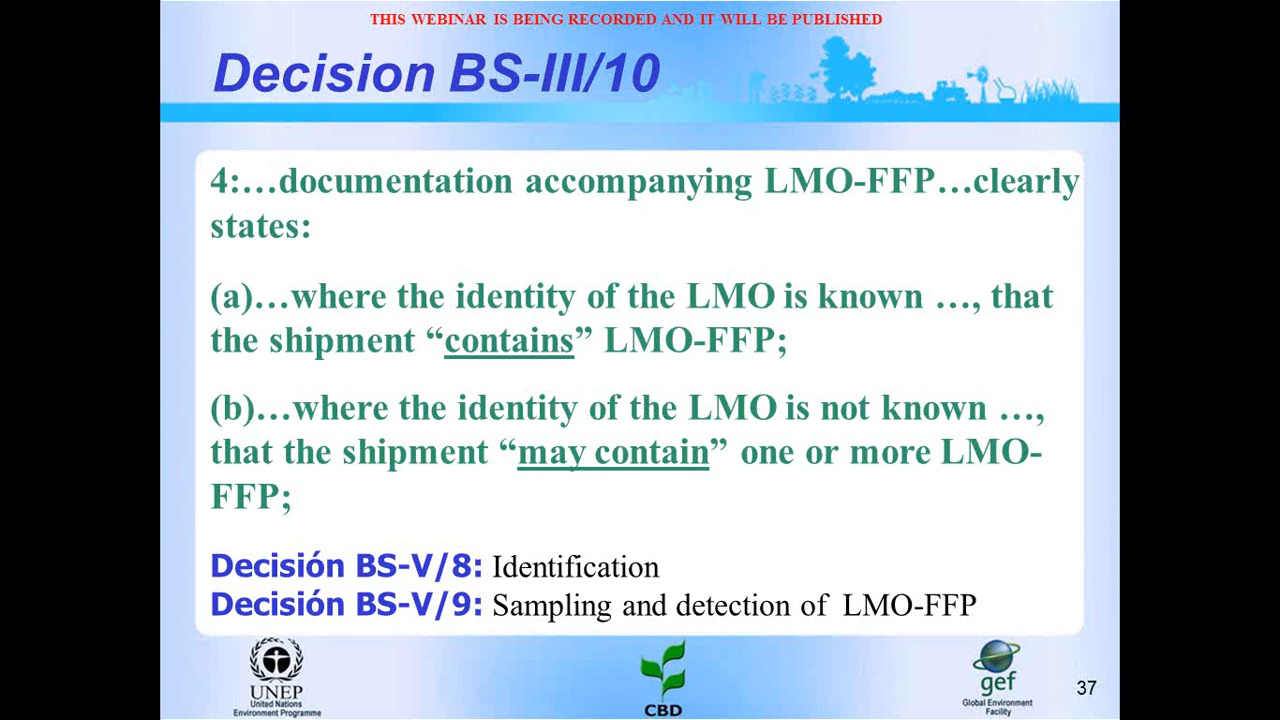 THIS WEBINAR IS BEING RECORDED AND IT WILL BE PUBLISHED
Decision BS-III/10
4:…documentation accompanying LMO-FFP…clearly
states:
(a)…where the identity of the LMO is known …, that
the shipment “contains” LMO-FFP;
(b)…where the identity of the LMO is not known …,
that the shipment “may contain” one or more LMO-
FFP;
Decisión BS-V/8: Identification
Decisión BS-V/9: Sampling and detection of LMO-FFP
UNEP
United Nations
Environment Programme
CBD
gef
Global Environment
Facility
37